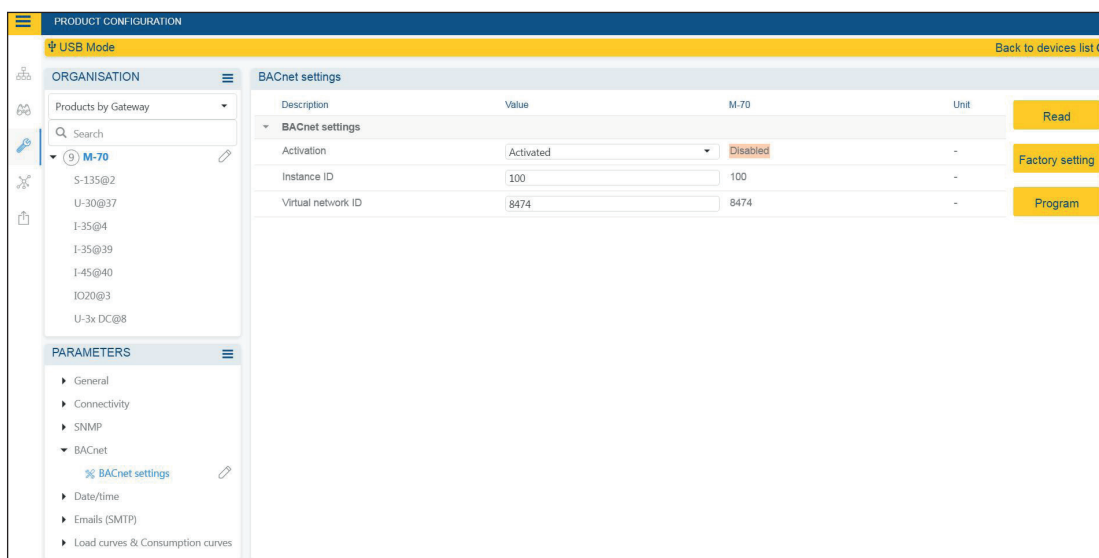 PRODUCT CONFIGURATION
USB Mode
Back to devices list
ORGANISATION
Products by Gateway
Search
9 M-70
S-135@2
U-30@37
I-35@4
I-35@39
I-45@40
IO20@3
U-3x DC@8
PARAMETERS
General
Connectivity
SNMP
BACnet
BACnet settings
Date/time
Emails (SMTP)
Load curves & Consumption curves
BACnet settings
Description Value M-70 Unit
BACnet settings
Activation Activated Disabled -
Instance ID 100 100 -
Virtual network ID 8474 8474 -
Read
Factory setting
Program